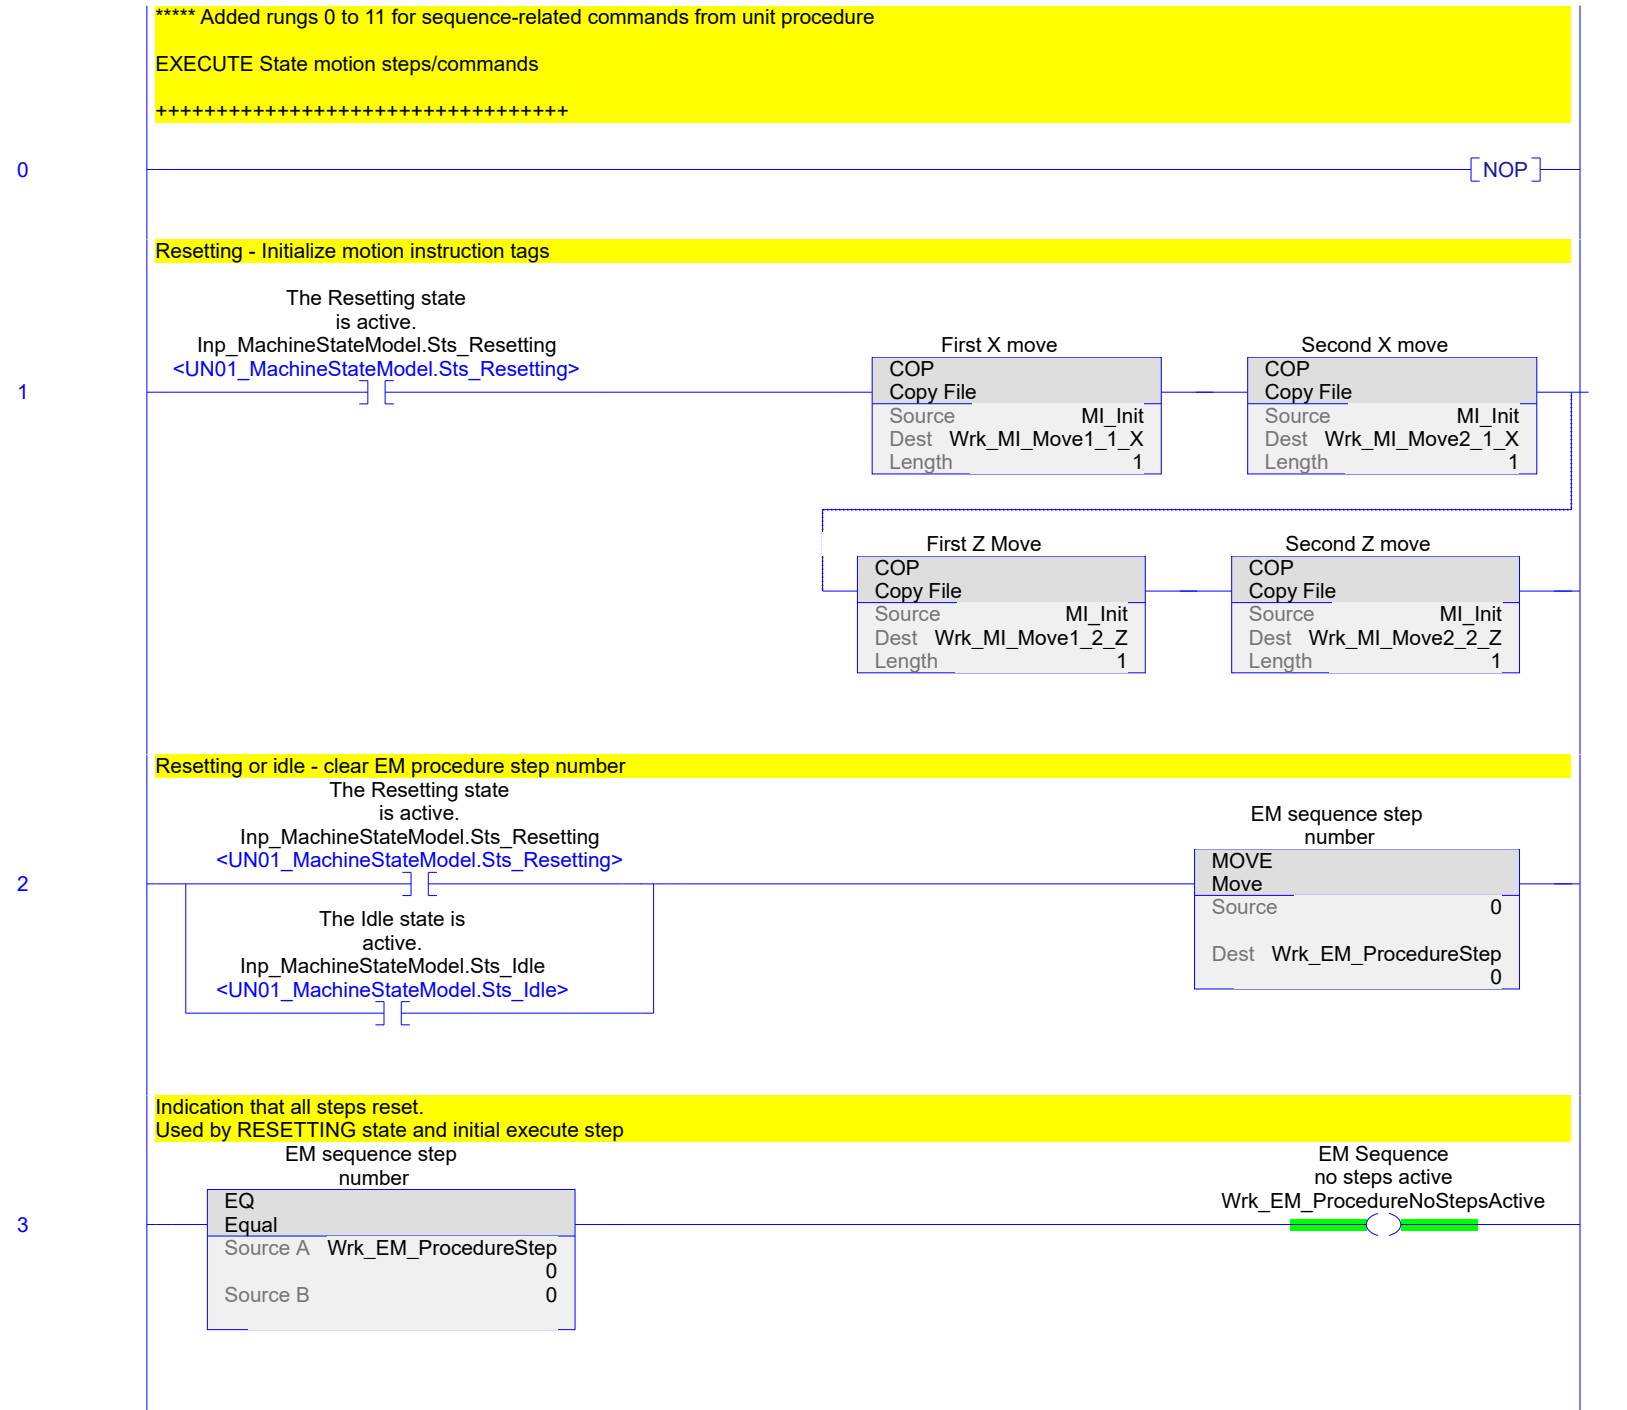 ***** Added rungs 0 to 11 for sequence-related commands from unit procedure
EXECUTE State motion steps/commands
++++++++++++++++++++++++++++++++++
0
NOP
Resetting - Initialize motion instruction tags
The Resetting state
is active.
Inp_MachineStateModel.Sts_Resetting
<UN01_MachineStateModel.Sts_Resetting>
1
First X move
COP
Copy File
Source MI_Init
Dest Wrk_MI_Move1_1_X
Length 1
Second X move
COP
Copy File
Source MI_Init
Dest Wrk_MI_Move2_1_X
Length 1
First Z Move
COP
Copy File
Source MI_Init
Dest Wrk_MI_Move1_2_Z
Length 1
Second Z move
COP
Copy File
Source MI_Init
Dest Wrk_MI_Move2_2_Z
Length 1
Resetting or idle - clear EM procedure step number
The Resetting state
is active.
Inp_MachineStateModel.Sts_Resetting
<UN01_MachineStateModel.Sts_Resetting>
2
The Idle state is
active.
Inp_MachineStateModel.Sts_Idle
<UN01_MachineStateModel.Sts_Idle>
EM sequence step
number
MOVE
Move
Source 0
Dest Wrk_EM_ProcedureStep
0
Indication that all steps reset.
Used by RESETTING state and initial execute step
EM sequence step
number
3
EQ
Equal
Source A Wrk_EM_ProcedureStep
0
Source B 0
EM Sequence
no steps active
Wrk_EM_ProcedureNoStepsActive